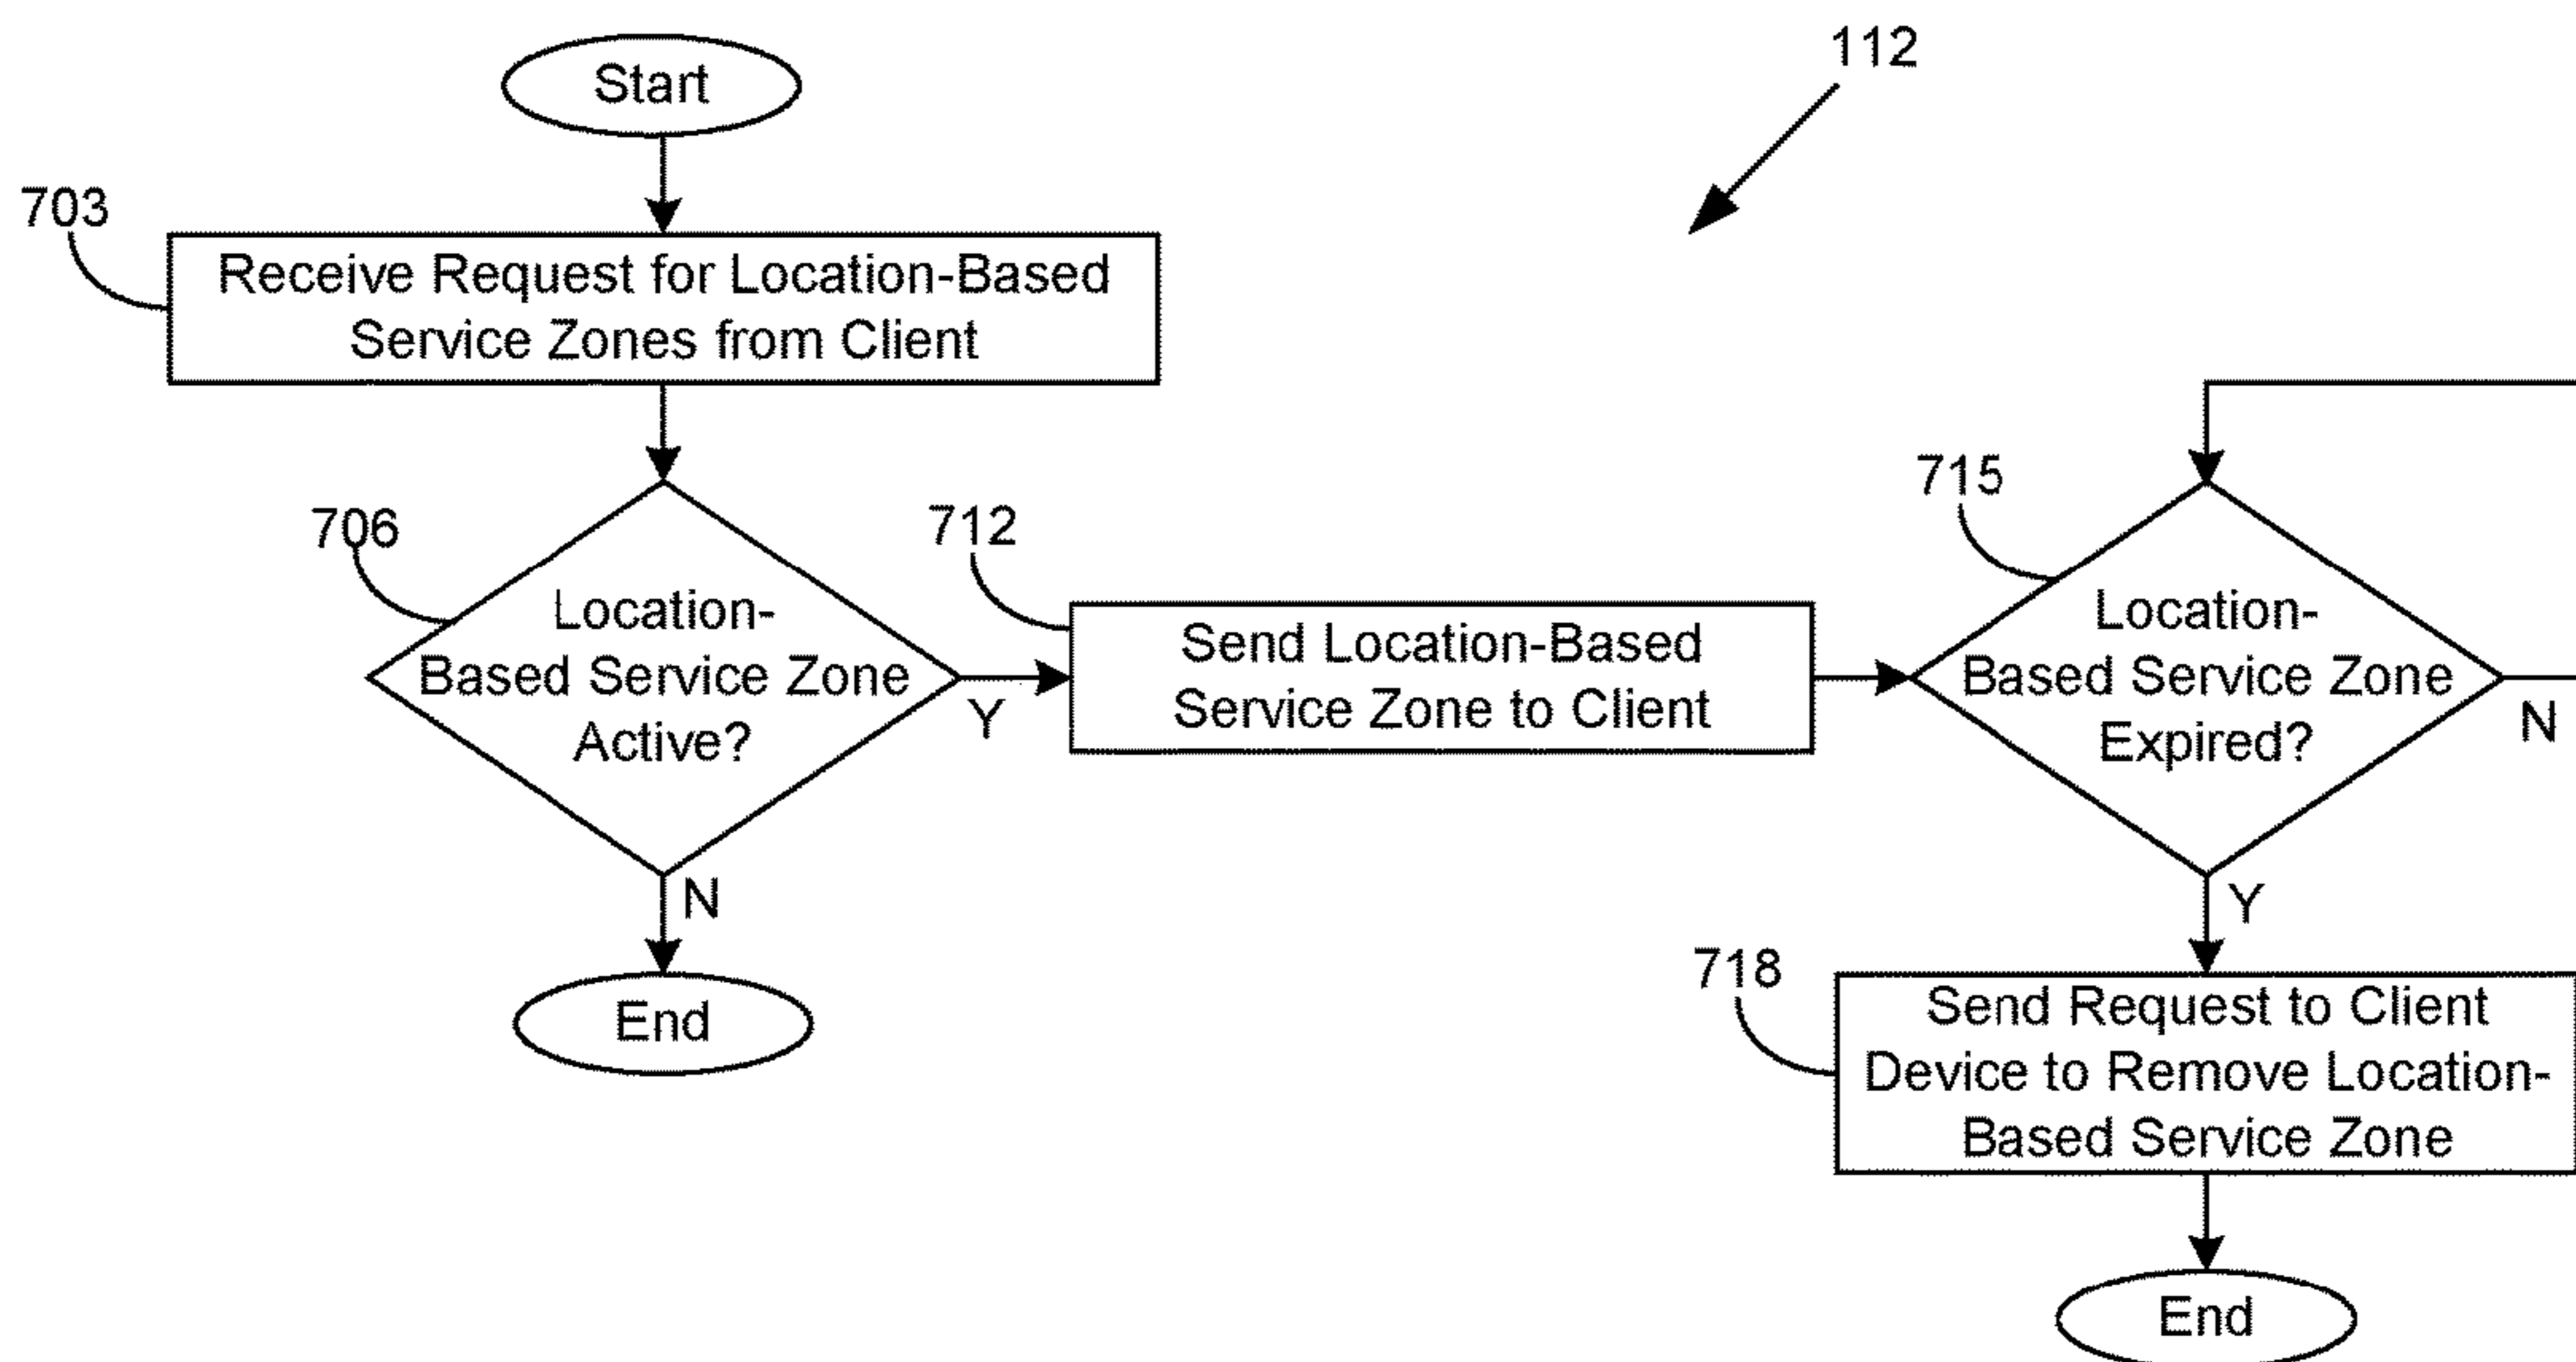 Start
112
703
Receive Request for Location-Based
Service Zones from Client
706
Location-
Based Service Zone
Active?
Y
N
End
712
Send Location-Based
Service Zone to Client
715
Location-
Based Service Zone
Expired?
N
Y
718
Send Request to Client
Device to Remove Location-
Based Service Zone
End